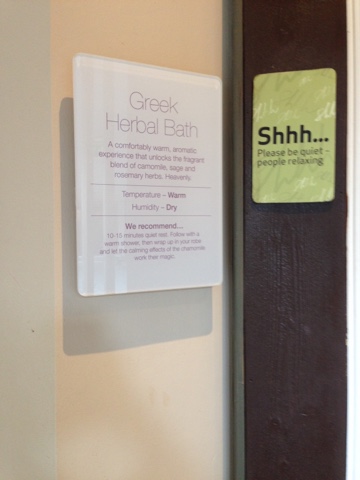 Greek
Herbal Bath
A comfortably warm, aromatic
experience that unlocks the fragrant
blend of camomile, sage and
rosemary herbs. Heavenly.
Temperature – Warm
Humidity – Dry
We recommend....
10-15 minutes quiet rest. Follow with a
warm shower, then wrap up in your robe
and let the calming effects of the chamomile
work their magic.
Shhh...
Please be quiet -
people relaxing